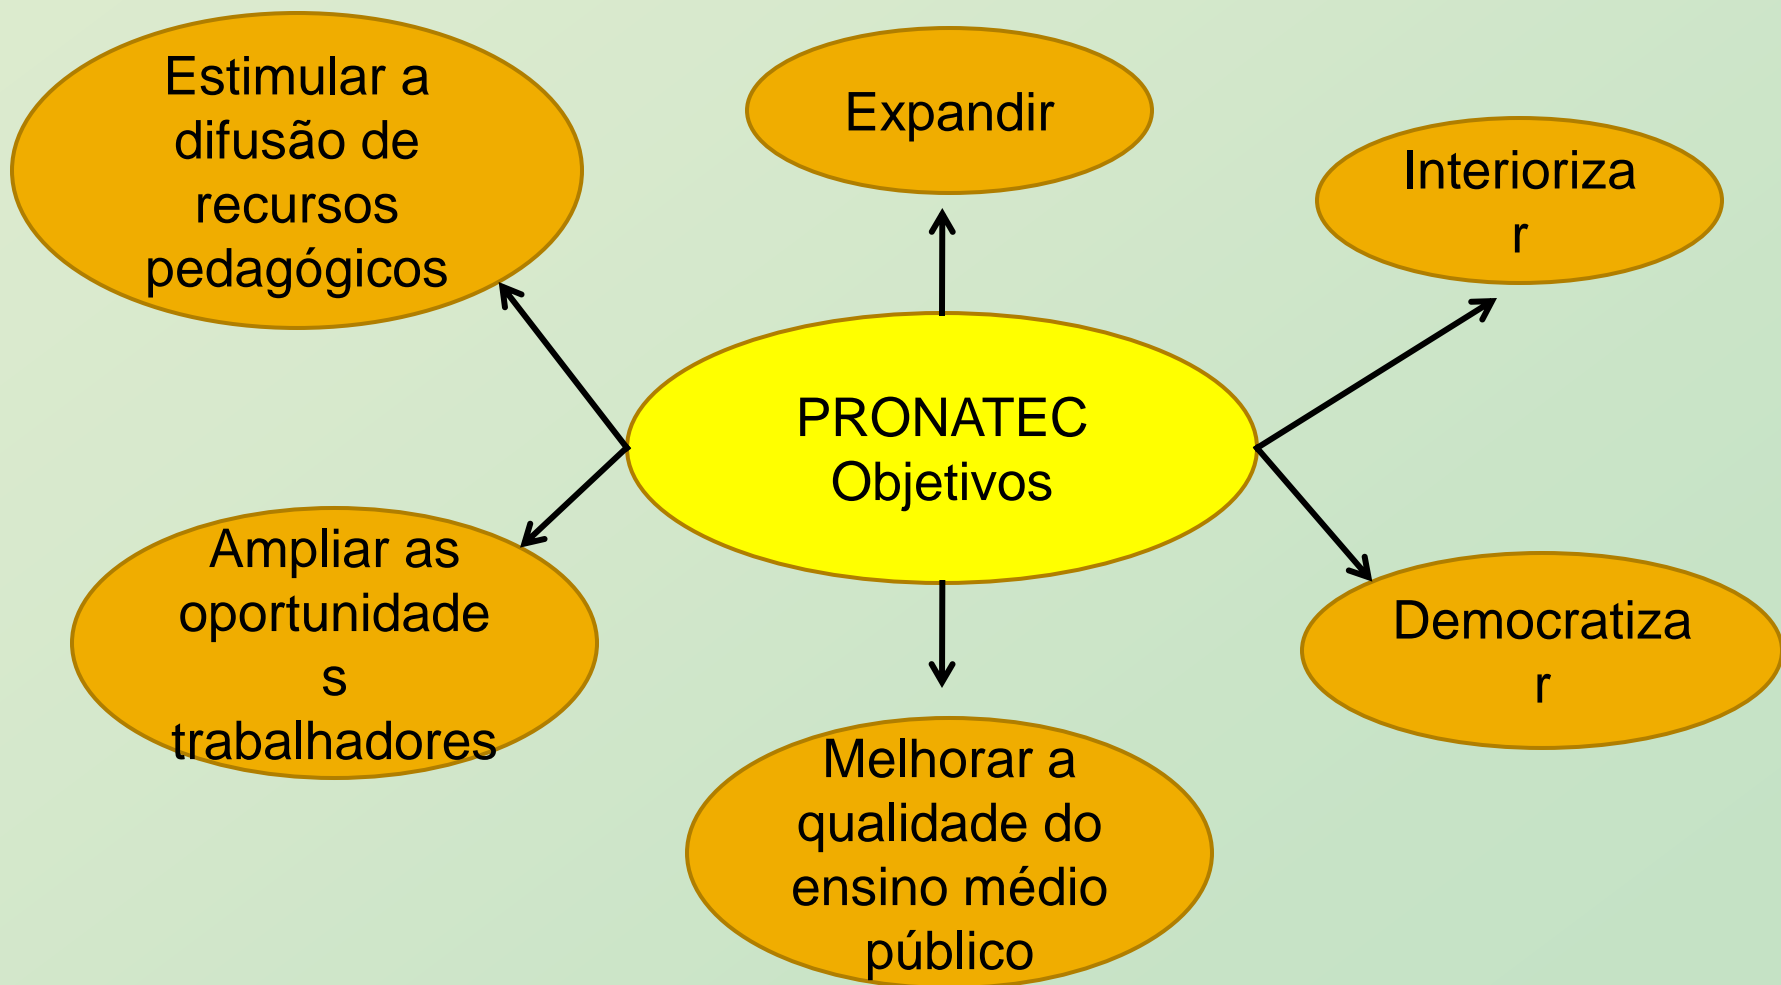 Estimular a
difusão de
recursos
pedagógicos
Expandir
Interioriza
r
PRONATEC
Objetivos
Ampliar as
oportunidade
s
trabalhadores
Democratiza
r
Melhorar a
qualidade do
ensino médio
público